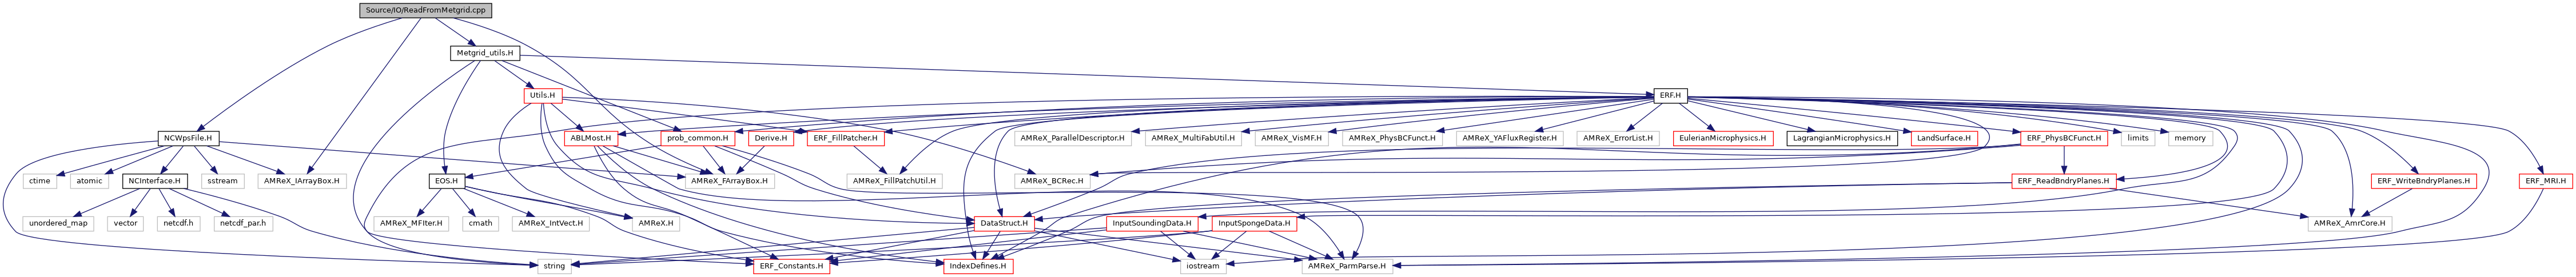 Source/IO/ReadFromMetgrid.cpp
Metgrid_utils.H
Utils.H
ERF.H
NCWpsFile.H
ABLMost.H
prob_common.H
Derive.H
ERF_FillPatcher.H
AMReX_ParallelDescriptor.H
AMReX_MultiFabUtil.H
AMReX_VisMF.H
AMReX_PhysBCFunct.H
AMReX_YAFluxRegister.H
AMReX_ErrorList.H
EulerianMicrophysics.H
LagrangianMicrophysics.H
LandSurface.H
ERF_PhysBCFunct.H
limits
memory
ctime
atomic
NCInterface.H
sstream
AMReX_IArrayBox.H
EOS.H
AMReX_FArrayBox.H
AMReX_FillPatchUtil.H
AMReX_BCRec.H
ERF_ReadBndryPlanes.H
ERF_WriteBndryPlanes.H
ERF_MRI.H
unordered_map
vector
netcdf.h
netcdf_par.h
AMReX_MFIter.H
cmath
AMReX_IntVect.H
AMReX.H
DataStruct.H
InputSoundingData.H
InputSpongeData.H
AMReX_AmrCore.H
string
ERF_Constants.H
IndexDefines.H
iostream
AMReX_ParmParse.H